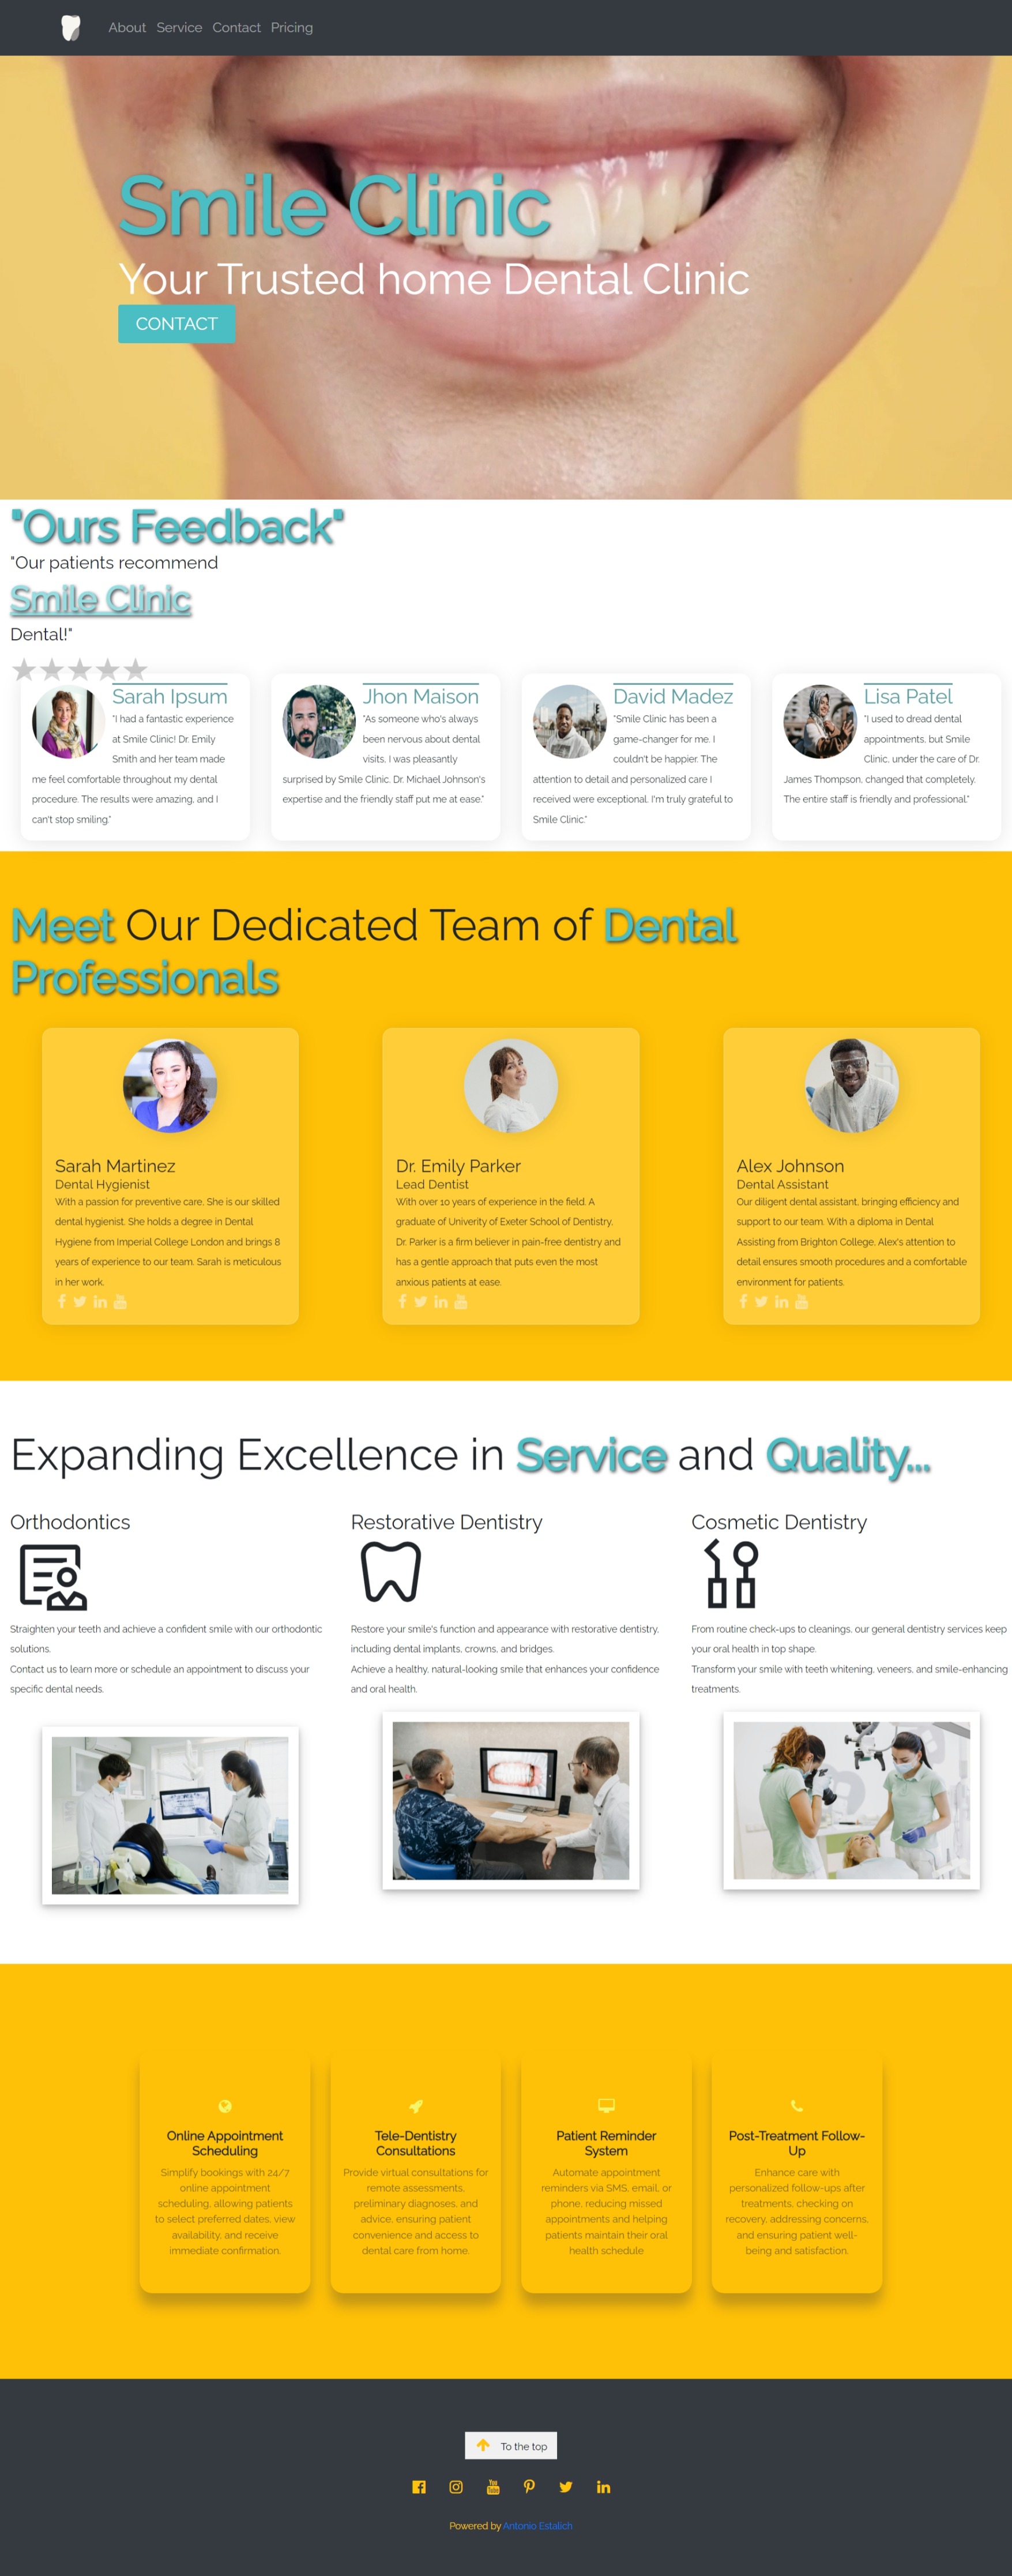 About Service Contact Pricing
Smile Clinic
Your Trusted home Dental Clinic
CONTACT
"Ours Feedback"
"Our patients recommend
Smile Clinic
Dental!"
Sarah Ipsum
"I had a fantastic experience
at Smile Clinic! Dr. Emily
Smith and her team made
me feel comfortable throughout my dental
procedure. The results were amazing, and I
can't stop smiling."
Jhon Maison
"As someone who's always
been nervous about dental
visits, I was pleasantly
surprised by Smile Clinic. Dr. Michael Johnson's
expertise and the friendly staff put me at ease."
David Madez
"Smile Clinic has been a
game-changer for me. I
couldn't be happier. The
attention to detail and personalized care I
received were exceptional. I'm truly grateful to
Smile Clinic."
Lisa Patel
"I used to dread dental
appointments, but Smile
Clinic, under the care of Dr.
James Thompson, changed that completely.
The entire staff is friendly and professional."
Meet Our Dedicated Team of Dental
Professionals
Sarah Martinez
Dental Hygienist
With a passion for preventive care, She is our skilled
dental hygienist. She holds a degree in Dental
Hygiene from Imperial College London and brings 8
years of experience to our team. Sarah is meticulous
in her work.
Dr. Emily Parker
Lead Dentist
With over 10 years of experience in the field. A
graduate of Univerity of Exeter School of Dentistry,
Dr. Parker is a firm believer in pain-free dentistry and
has a gentle approach that puts even the most
anxious patients at ease.
Alex Johnson
Dental Assistant
Our diligent dental assistant, bringing efficiency and
support to our team. With a diploma in Dental
Assisting from Brighton College, Alex's attention to
detail ensures smooth procedures and a comfortable
environment for patients.
Expanding Excellence in Service and Quality...
Orthodontics
Straighten your teeth and achieve a confident smile with our orthodontic
solutions.
Contact us to learn more or schedule an appointment to discuss your
specific dental needs.
Restorative Dentistry
Restore your smile's function and appearance with restorative dentistry,
including dental implants, crowns, and bridges.
Achieve a healthy, natural-looking smile that enhances your confidence
and oral health.
Cosmetic Dentistry
From routine check-ups to cleanings, our general dentistry services keep
your oral health in top shape.
Transform your smile with teeth whitening, veneers, and smile-enhancing
treatments.
Online Appointment
Scheduling
Simplify bookings with 24/7
online appointment
scheduling, allowing patients
to select preferred dates, view
availability, and receive
immediate confirmation.
Tele-Dentistry
Consultations
Provide virtual consultations for
remote assessments,
preliminary diagnoses, and
advice, ensuring patient
convenience and access to
dental care from home.
Patient Reminder
System
Automate appointment
reminders via SMS, email, or
phone, reducing missed
appointments and helping
patients maintain their oral
health schedule
Post-Treatment Follow-
Up
Enhance care with
personalized follow-ups after
treatments, checking on
recovery, addressing concerns,
and ensuring patient well-
being and satisfaction.
To the top
Powered by Antonio Estalich